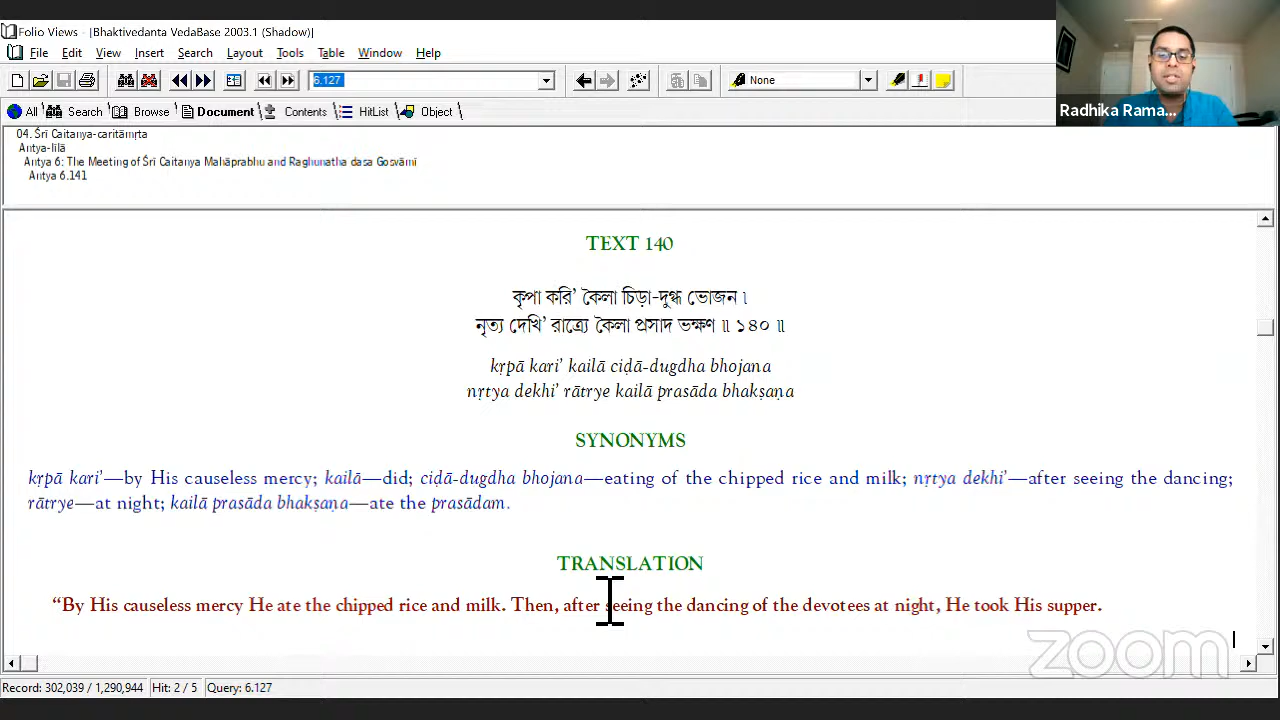 Folio Views - [Bhaktivedanta VedaBase 2003.1 (Shadow)]
File Edit View Insert Search Layout Tools Table Window Help
6.127 None
All Search Browse Document Contents HitList Object
Radhika Rama...
04. Śrī Caitanya-caritāmṛta
Antya-līlā
Antya 6: The Meeting of Śrī Caitanya Mahāprabhu and Raghunātha dāsa Gosvāmī
Antya 6.141
TEXT 140
কৃপা করি’ কৈলা চিড়া-দুগ্ধ ভোজন ৷
নৃত্য দেখি’ রাত্র্যে কৈলা প্রসাদ ভক্ষণ ॥ ১৪০ ॥
kṛpā kari’ kailā ciḍā-dugdha bhojana
nṛtya dekhi’ rātrye kailā prasāda bhakṣaṇa
SYNONYMS
kṛpā kari’—by His causeless mercy; kailā—did; ciḍā-dugdha bhojana—eating of the chipped rice and milk; nṛtya dekhi’—after seeing the dancing;
rātrye—at night; kailā prasāda bhakṣaṇa—ate the prasādam.
TRANSLATION
“By His causeless mercy He ate the chipped rice and milk. Then, after seeing the dancing of the devotees at night, He took His supper.
zoom
Record: 302,039 / 1,290,944 Hit: 2 / 5 Query: 6.127